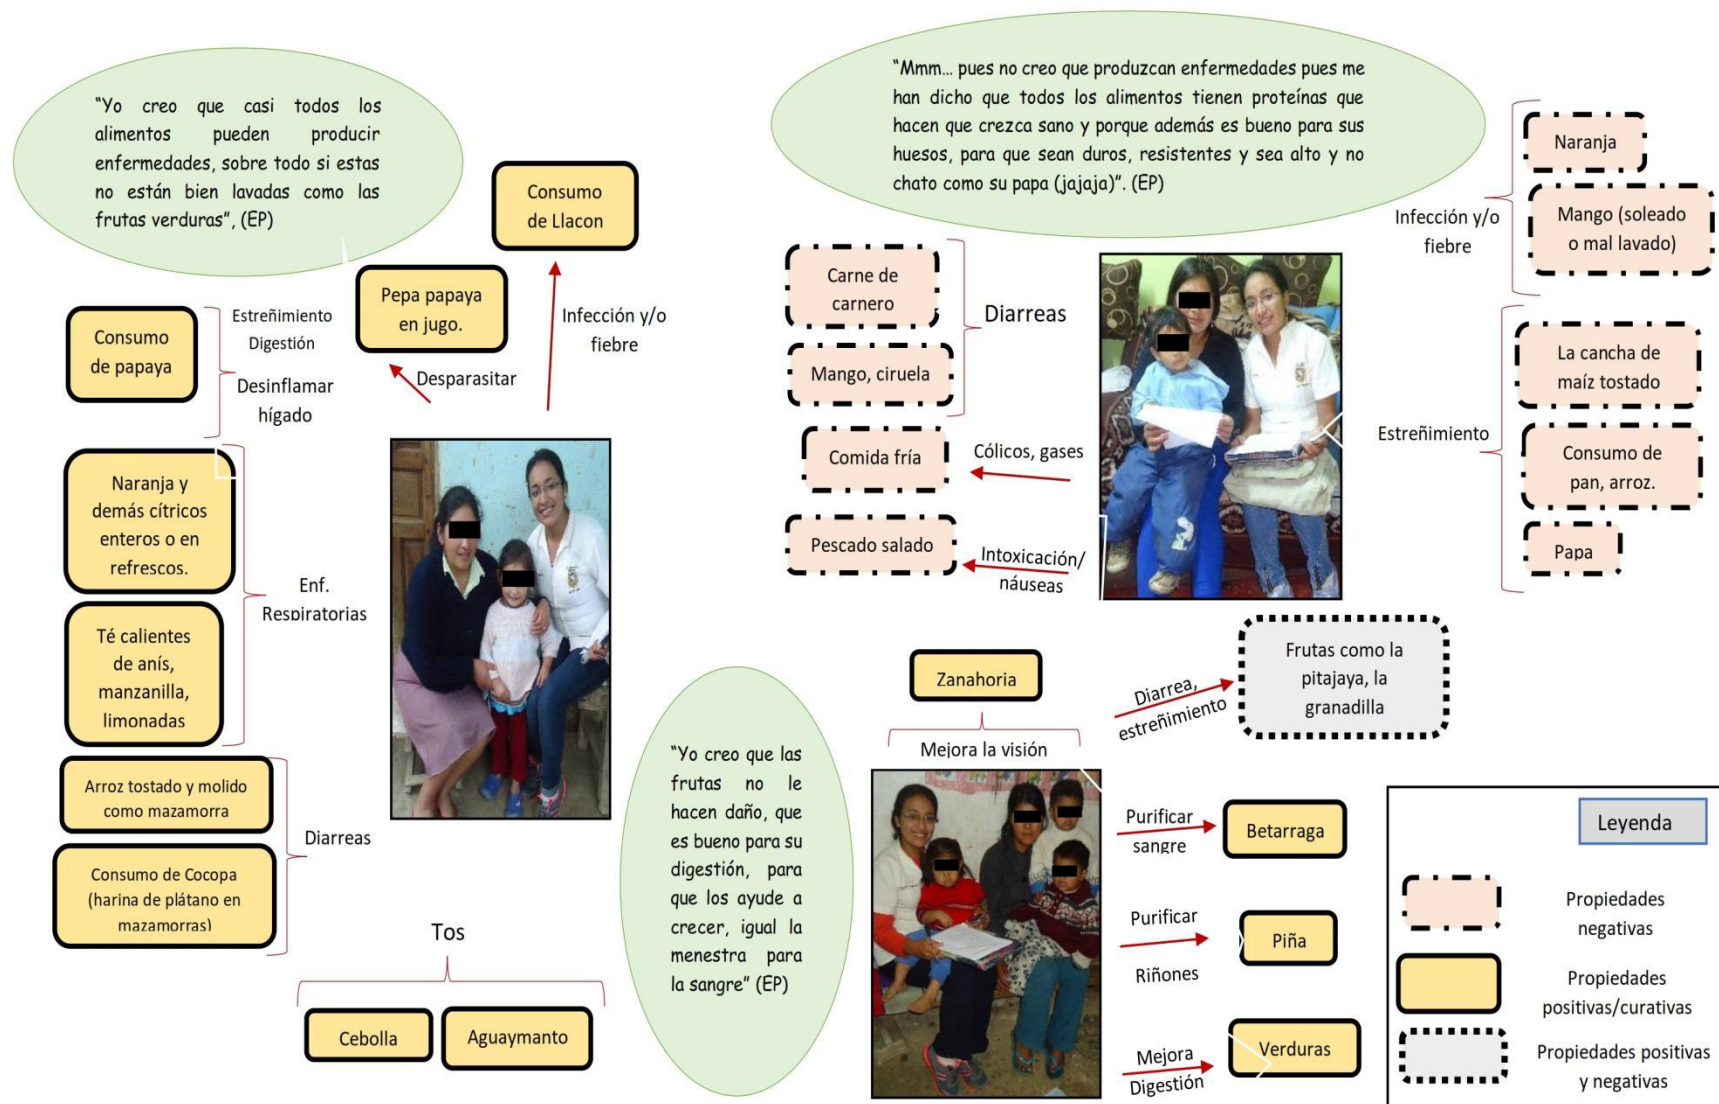 "Yo creo que casi todos los
alimentos pueden producir
enfermedades, sobre todo si estas
no están bien lavadas como las
frutas verduras", (EP)
Consumo
de Llacon
Pepa papaya
en jugo.
Infección y/o
fiebre
Desparasitar
Consumo
de papaya
Estreñimiento
Digestión
Desinflamar
hígado
Naranja y
demás cítricos
enteros o en
refrescos.
Té calientes
de anís,
manzanilla,
limonadas
Enf.
Respiratorias
Arroz tostado y molido
como mazamorra
Consumo de Cocopa
(harina de plátano en
mazamorras)
Diarreas
Tos
Cebolla
Aguaymanto
"Mmm... pues no creo que produzcan enfermedades pues me
han dicho que todos los alimentos tienen proteínas que
hacen que crezca sano y porque además es bueno para sus
huesos, para que sean duros, resistentes y sea alto y no
chato como su papa (jajaja)". (EP)
Carne de
carnero
Mango, ciruela
Diarreas
Comida fría
Cólicos, gases
Pescado salado
Intoxicación/
náuseas
Infección y/o
fiebre
Naranja
Mango (soleado
o mal lavado)
Estreñimiento
La cancha de
maíz tostado
Consumo de
pan, arroz.
Papa
"Yo creo que las
frutas no le
hacen daño, que
es bueno para su
digestión, para
que los ayude a
crecer, igual la
menestra para
la sangre" (EP)
Zanahoria
Mejora la visión
Diarrea,
estreñimiento
Frutas como la
pitajaya, la
granadilla
Purificar
sangre
Betarraga
Purificar
Riñones
Piña
Mejora
Digestión
Verduras
Leyenda
Propiedades
negativas
Propiedades
positivas/curativas
Propiedades positivas
y negativas